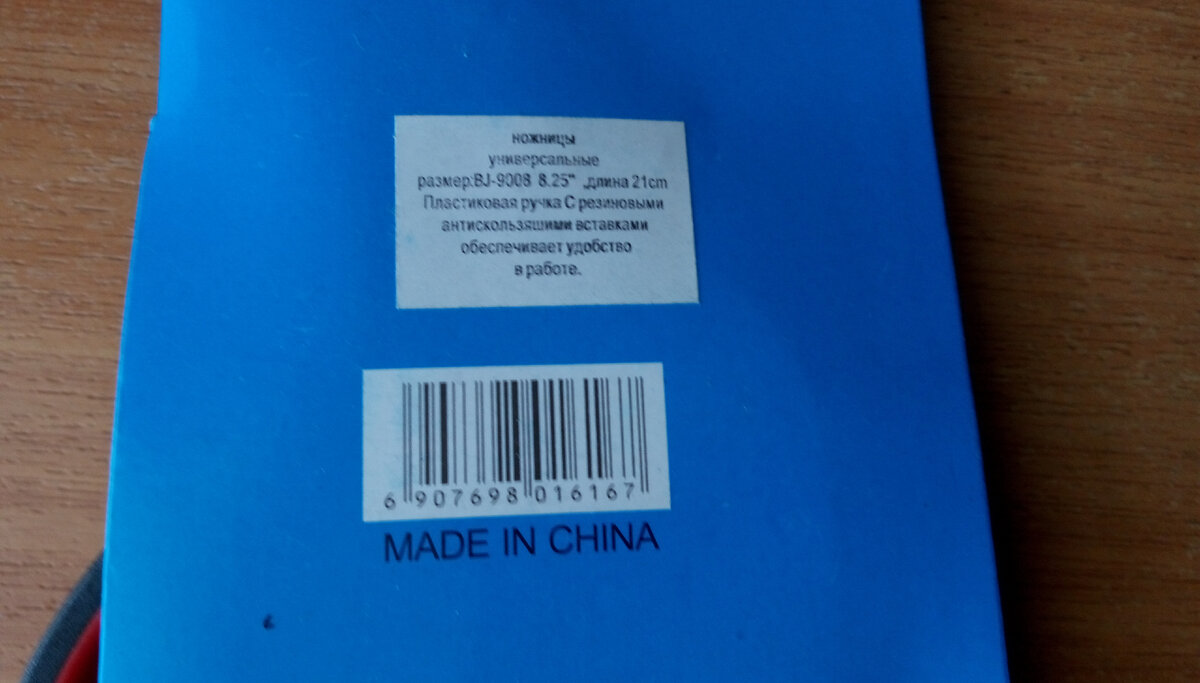 ножницы
универсальные
размер:BJ-9008 8.25" ,длина 21cm
Пластиковая ручка С резиновыми
антискользяшими вставками
обеспечивает удобство
в работе.
6 907698 016167
MADE IN CHINA